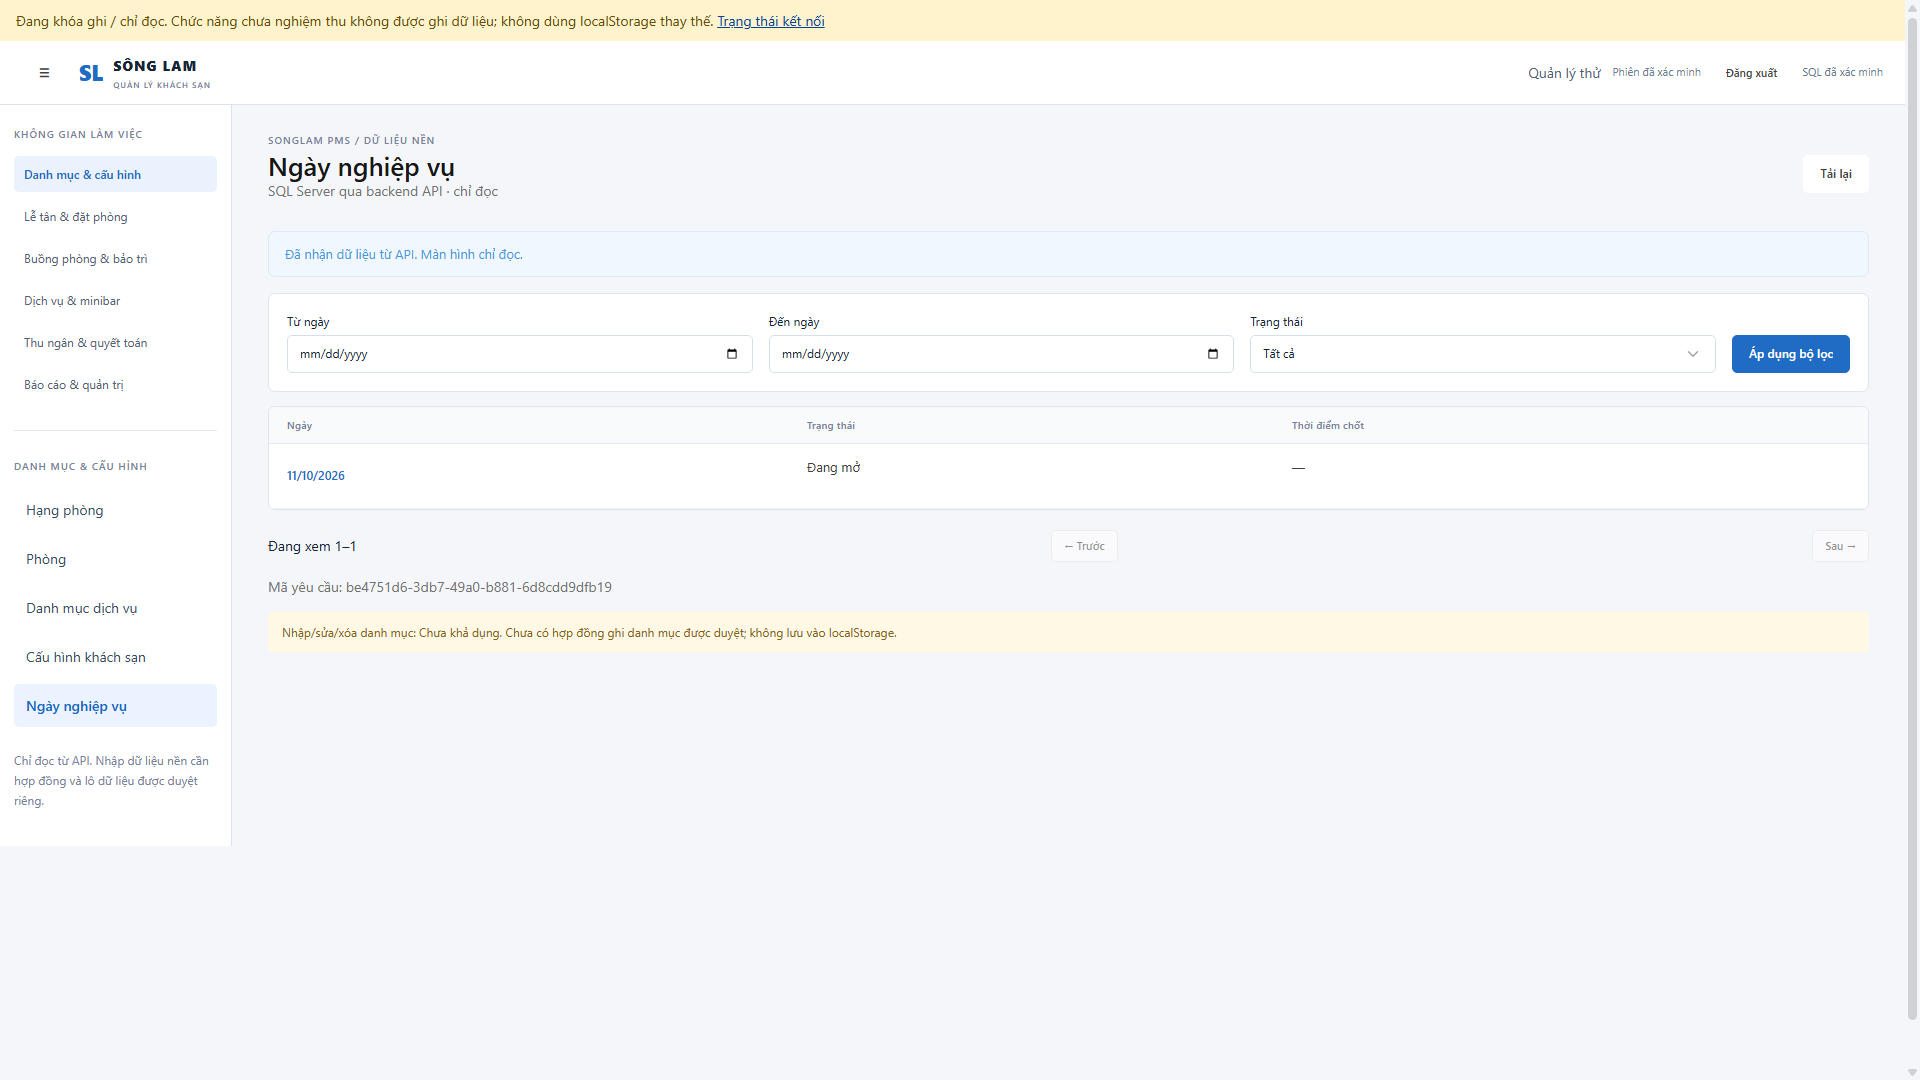 Đang khóa ghi / chỉ đọc. Chức năng chưa nghiệm thu không được ghi dữ liệu; không dùng localStorage thay thế. Trạng thái kết nối
☰
SL SÔNG LAM
QUẢN LÝ KHÁCH SẠN
Quản lý thử Phiên đã xác minh Đăng xuất SQL đã xác minh
KHÔNG GIAN LÀM VIỆC
Danh mục & cấu hình
Lễ tân & đặt phòng
Buồng phòng & bảo trì
Dịch vụ & minibar
Thu ngân & quyết toán
Báo cáo & quản trị
DANH MỤC & CẤU HÌNH
Hạng phòng
Phòng
Danh mục dịch vụ
Cấu hình khách sạn
Ngày nghiệp vụ
Chỉ đọc từ API. Nhập dữ liệu nền cần
hợp đồng và lô dữ liệu được duyệt
riêng.
SONGLAM PMS / DỮ LIỆU NỀN
Ngày nghiệp vụ
SQL Server qua backend API · chỉ đọc
Tải lại
Đã nhận dữ liệu từ API. Màn hình chỉ đọc.
Từ ngày Đến ngày Trạng thái
mm/dd/yyyy mm/dd/yyyy Tất cả Áp dụng bộ lọc
Ngày Trạng thái Thời điểm chốt
11/10/2026 Đang mở —
Đang xem 1–1 ← Trước Sau →
Mã yêu cầu: be4751d6-3db7-49a0-b881-6d8cdd9dfb19
Nhập/sửa/xóa danh mục: Chưa khả dụng. Chưa có hợp đồng ghi danh mục được duyệt; không lưu vào localStorage.